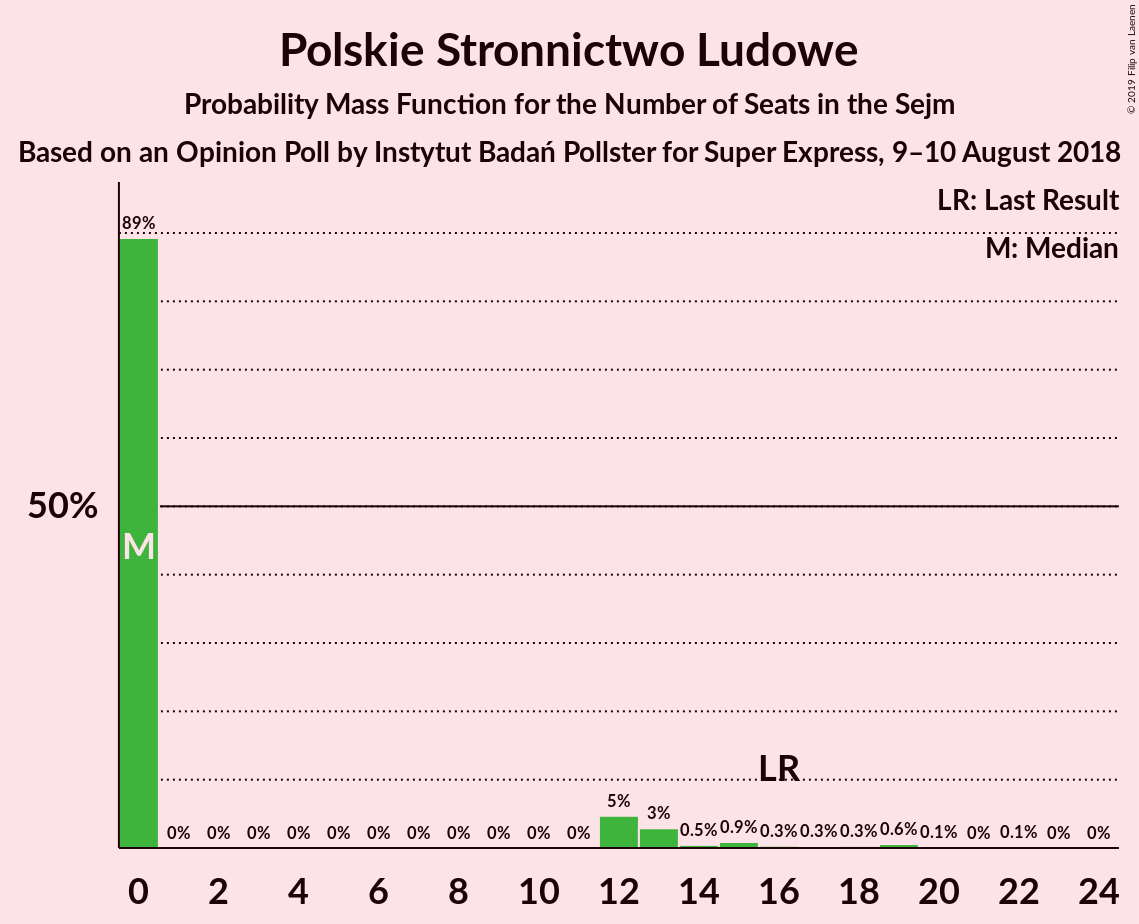 Polskie Stronnictwo Ludowe
Probability Mass Function for the Number of Seats in the Sejm
Based on an Opinion Poll by Instytut Badań Pollster for Super Express, 9–10 August 2018
© 2019 Filip van Laenen
LR: Last Result
M: Median
89%
50%
M
LR
5%
3%
0% 0% 0% 0% 0% 0% 0% 0% 0% 0% 0% 0.5% 0.9% 0.3% 0.3% 0.3% 0.6% 0.1% 0% 0.1% 0% 0%
0 2 4 6 8 10 12 14 16 18 20 22 24